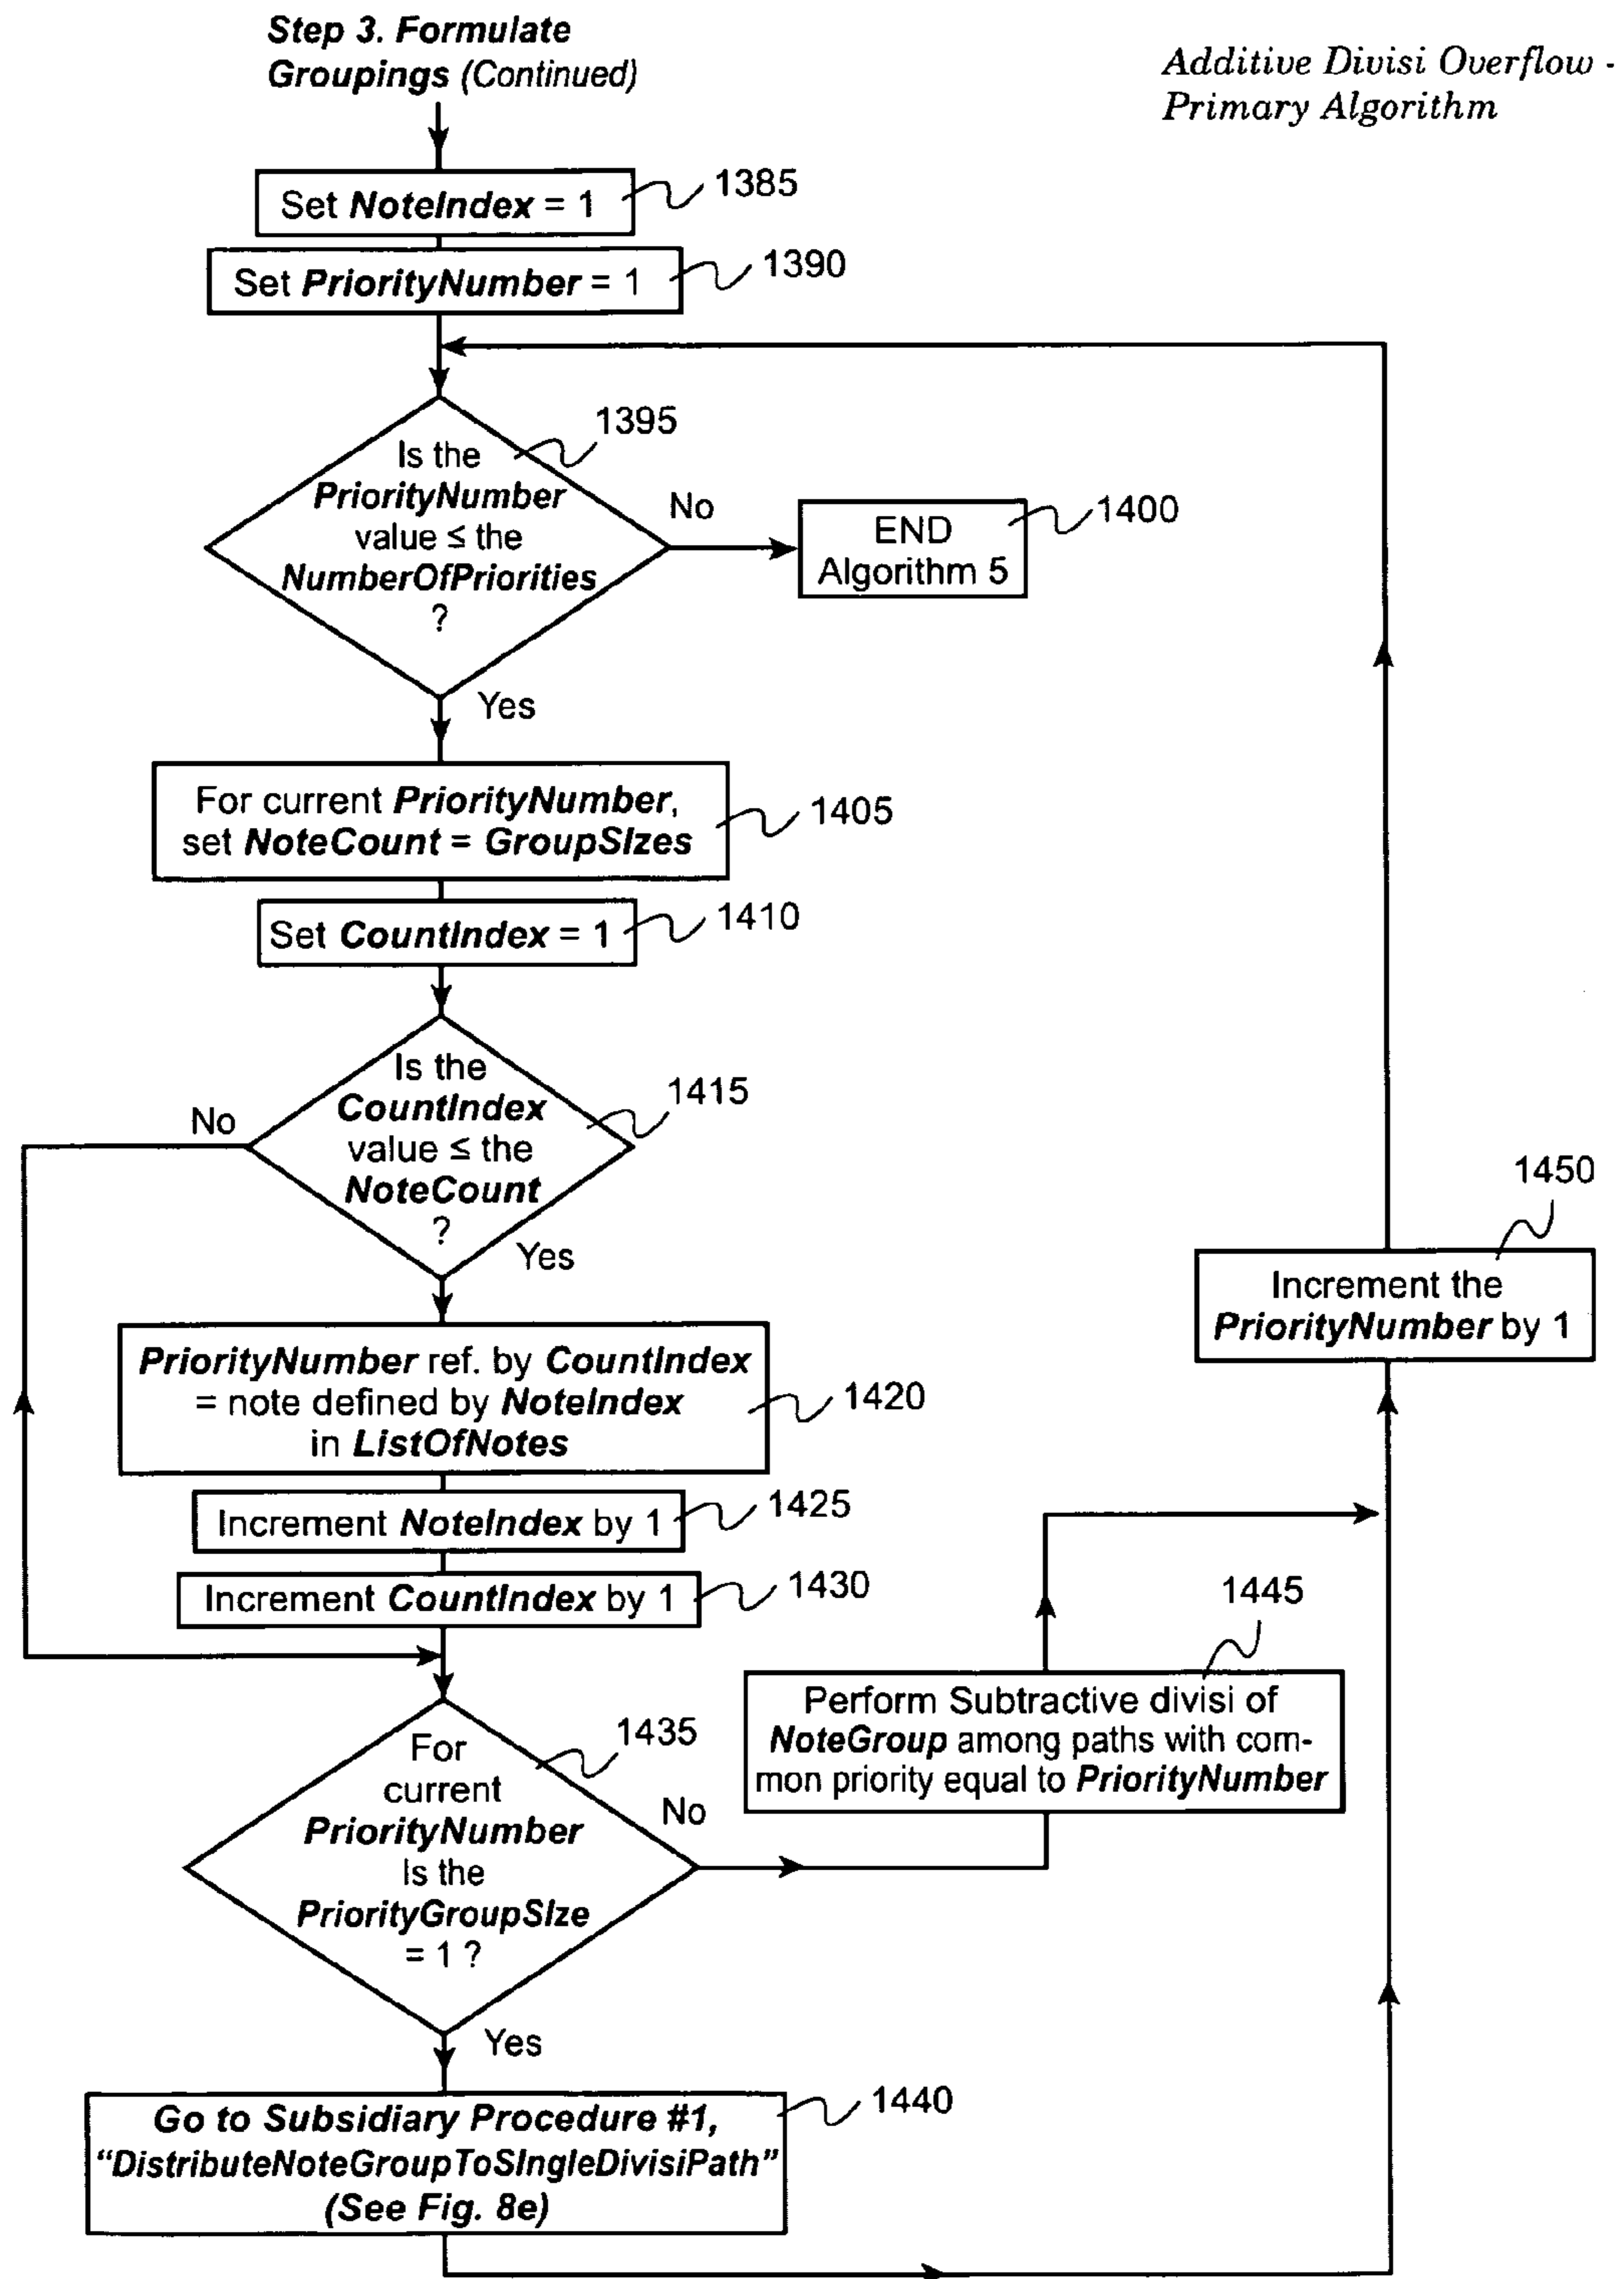 Step 3. Formulate
Groupings (Continued)
Additive Divisi Overflow -
Primary Algorithm
Set NoteIndex = 1
1385
Set PriorityNumber = 1
1390
1395
Is the
PriorityNumber
value ≤ the
NumberOfPriorities
?
No
END
Algorithm 5
1400
Yes
For current PriorityNumber,
set NoteCount = GroupSIzes
1405
Set CountIndex = 1
1410
Is the
CountIndex
value ≤ the
NoteCount
?
1415
No
Yes
1450
Increment the
PriorityNumber by 1
PriorityNumber ref. by CountIndex
= note defined by NoteIndex
in ListOfNotes
1420
Increment NoteIndex by 1
1425
Increment CountIndex by 1
1430
1445
Perform Subtractive divisi of
NoteGroup among paths with com-
mon priority equal to PriorityNumber
1435
For
current
PriorityNumber
Is the
PriorityGroupSIze
= 1 ?
No
Yes
Go to Subsidiary Procedure #1,
“DistributeNoteGroupToSIngleDivisiPath”
(See Fig. 8e)
1440